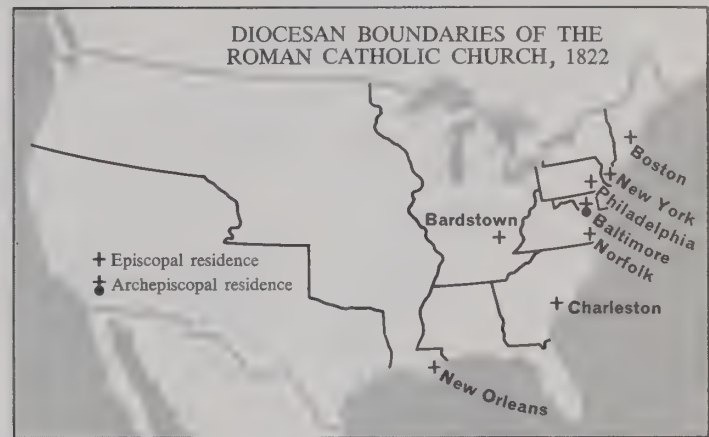 DIOCESAN BOUNDARIES OF THE
ROMAN CATHOLIC CHURCH, 1822
Boston
New York
Philadelphia
Baltimore
Norfolk
Bardstown
Episcopal residence
Archepiscopal residence
Charleston
New Orleans